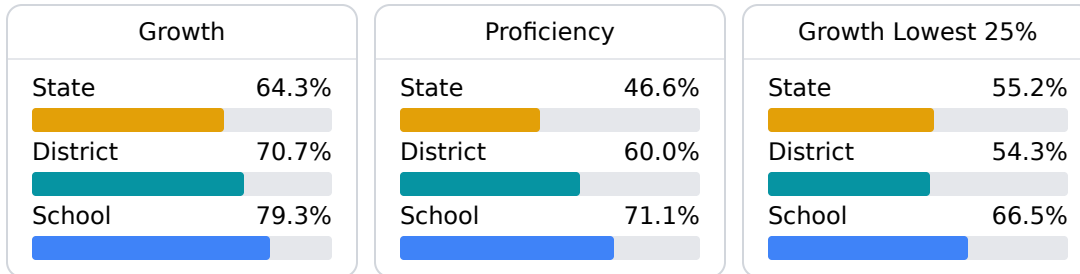 Growth
State 64.3%
District 70.7%
School 79.3%
Proficiency
State 46.6%
District 60.0%
School 71.1%
Growth Lowest 25%
State 55.2%
District 54.3%
School 66.5%